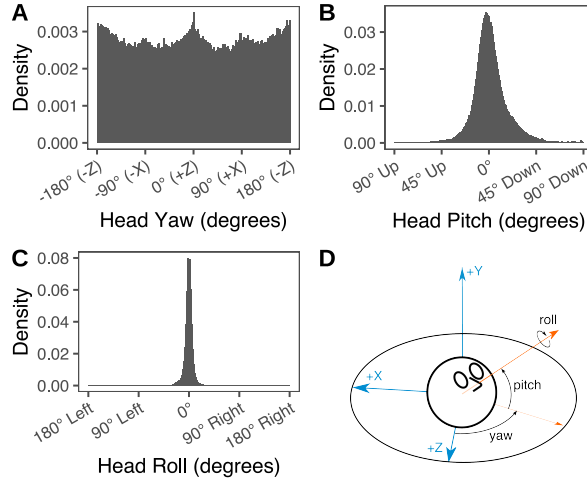 A
Density
0.003
0.002
0.001
0.000
-180° (-Z)
-90° (-X)
0° (+Z)
90° (+X)
180° (-Z)
Head Yaw (degrees)
B
Density
0.03
0.02
0.01
0.00
90° Up
45° Up
0°
45° Down
90° Down
Head Pitch (degrees)
C
Density
0.08
0.06
0.04
0.02
0.00
180° Left
90° Left
0°
90° Right
180° Right
Head Roll (degrees)
D
+Y
roll
+X
pitch
yaw
+Z